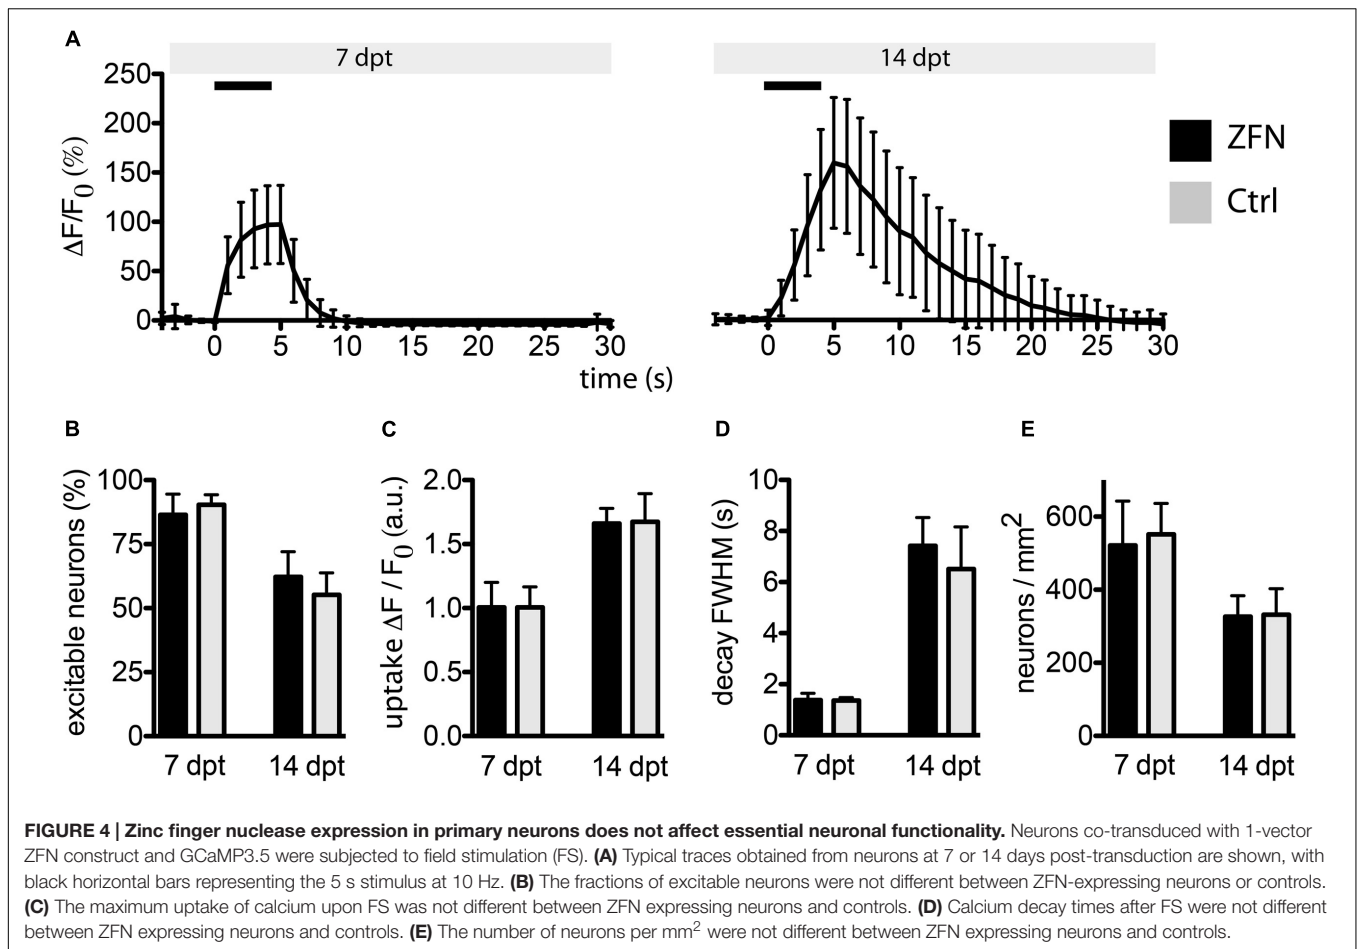 A
7 dpt
14 dpt
250
200
150
100
50
0
ΔF/F0 (%)
0 5 10 15 20 25 30
0 5 10 15 20 25 30
time (s)
ZFN
Ctrl
B
excitable neurons (%)
100
75
50
25
0
7 dpt 14 dpt
C
uptake ΔF / F0 (a.u.)
2.0
1.5
1.0
0.5
0.0
7 dpt 14 dpt
D
decay FWHM (s)
10
8
6
4
2
0
7 dpt 14 dpt
E
neurons / mm2
600
400
200
0
7 dpt 14 dpt
FIGURE 4 | Zinc finger nuclease expression in primary neurons does not affect essential neuronal functionality. Neurons co-transduced with 1-vector
ZFN construct and GCaMP3.5 were subjected to field stimulation (FS). (A) Typical traces obtained from neurons at 7 or 14 days post-transduction are shown, with
black horizontal bars representing the 5 s stimulus at 10 Hz. (B) The fractions of excitable neurons were not different between ZFN-expressing neurons or controls.
(C) The maximum uptake of calcium upon FS was not different between ZFN expressing neurons and controls. (D) Calcium decay times after FS were not different
between ZFN expressing neurons and controls. (E) The number of neurons per mm2 were not different between ZFN expressing neurons and controls.